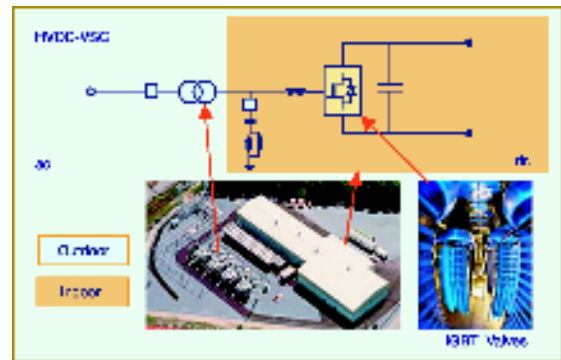 HVDC-VSC
ac
dc
Outdoor
Indoor
IGBT Valves